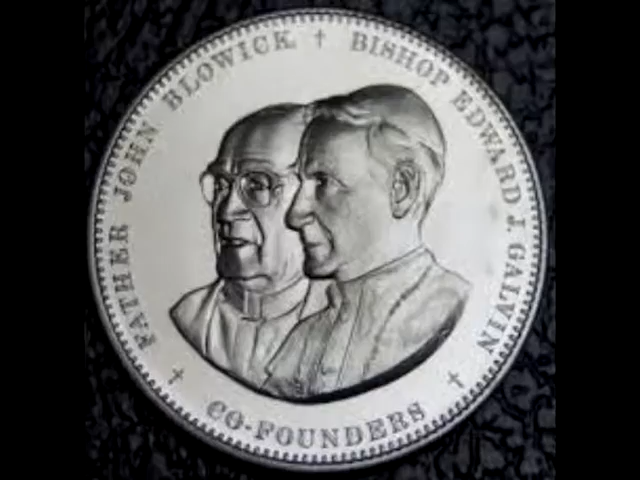 FATHER JOHN BLOWICK † BISHOP EDWARD J. GALVIN
† CO-FOUNDERS †